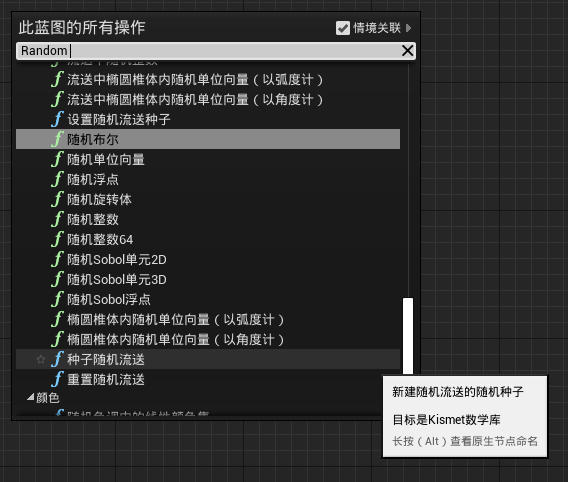 此蓝图的所有操作
情境关联
Random
流送中椭圆椎体内随机单位向量（以弧度计）
流送中椭圆椎体内随机单位向量（以角度计）
设置随机流送种子
随机布尔
随机单位向量
随机浮点
随机旋转体
随机整数
随机整数64
随机Sobol单元2D
随机Sobol单元3D
随机Sobol浮点
椭圆椎体内随机单位向量（以弧度计）
椭圆椎体内随机单位向量（以角度计）
种子随机流送
重置随机流送
颜色
新建随机流送的随机种子
目标是Kismet数学库
长按（Alt）查看原生节点命名